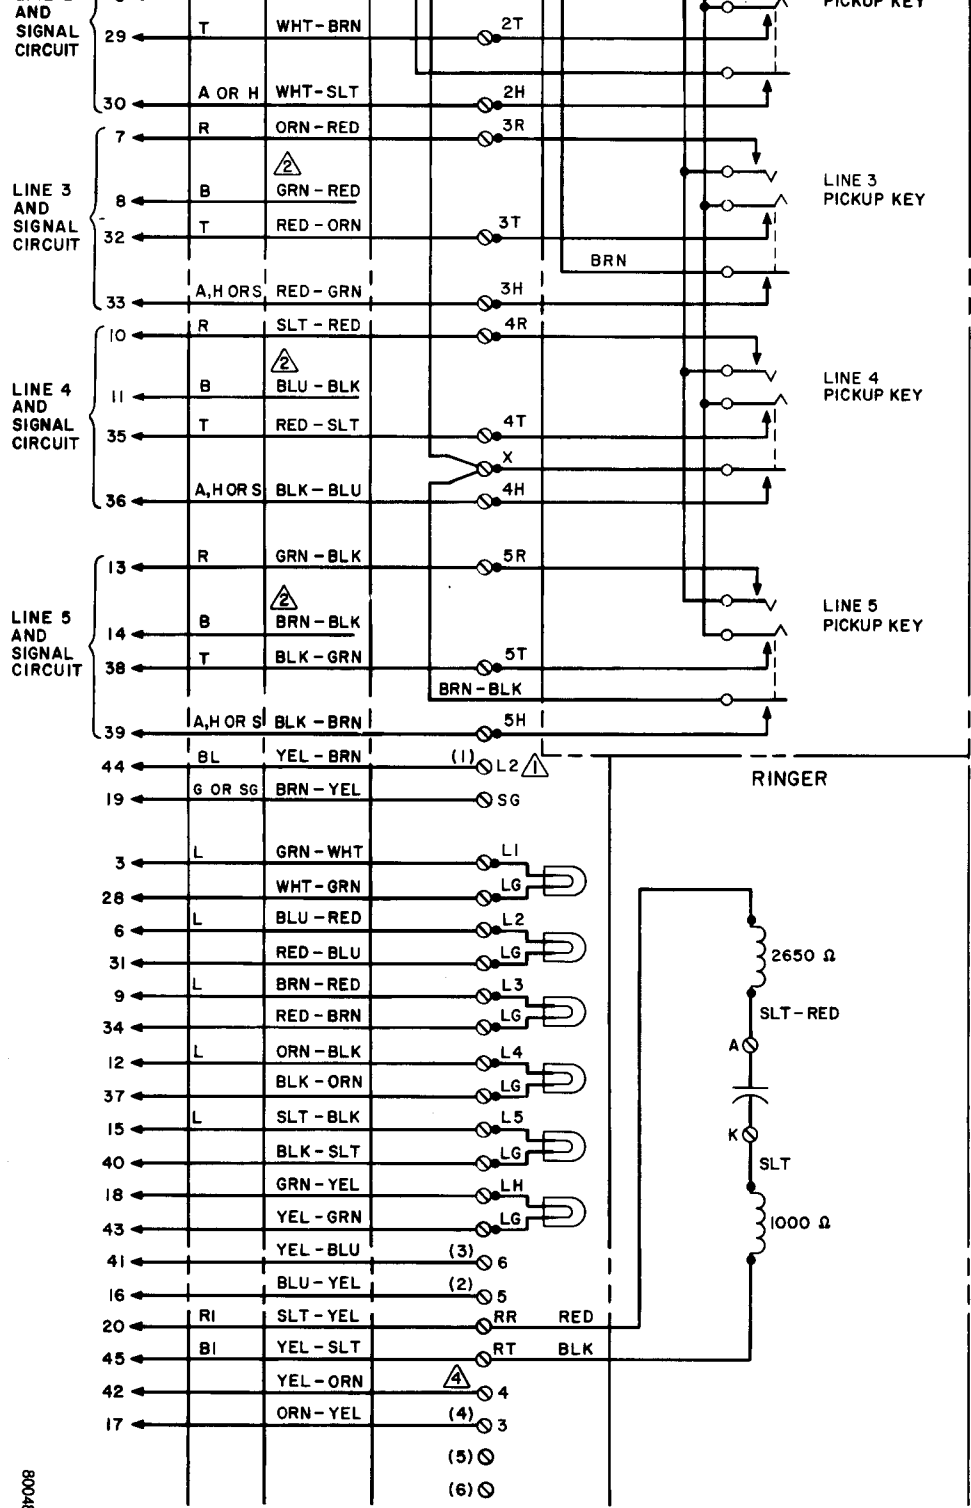 AND
SIGNAL
CIRCUIT
29 T WHT-BRN 2T
PICKUP KEY
30 A OR H WHT-SLT 2H
7 R ORN-RED 3R
2
LINE 3
AND
SIGNAL
CIRCUIT
8 B GRN-RED
32 T RED-ORN 3T
LINE 3
PICKUP KEY
BRN
33 A,H OR S RED-GRN 3H
10 R SLT-RED 4R
2
LINE 4
AND
SIGNAL
CIRCUIT
11 B BLU-BLK
35 T RED-SLT 4T
LINE 4
PICKUP KEY
X
36 A,H OR S BLK-BLU 4H
13 R GRN-BLK 5R
2
LINE 5
AND
SIGNAL
CIRCUIT
14 B BRN-BLK
38 T BLK-GRN 5T
LINE 5
PICKUP KEY
BRN-BLK
39 A,H OR S BLK-BRN 5H
44 BL YEL-BRN (1) L2 1
19 G OR SG BRN-YEL SG
RINGER
3 L GRN-WHT L1
28 WHT-GRN LG
6 L BLU-RED L2
31 RED-BLU LG
9 L BRN-RED L3
34 RED-BRN LG
12 L ORN-BLK L4
37 BLK-ORN LG
15 L SLT-BLK L5
40 BLK-SLT LG
18 GRN-YEL LH
43 YEL-GRN LG
41 YEL-BLU (3) 6
16 BLU-YEL (2) 5
20 RI SLT-YEL RR RED
45 BI YEL-SLT RT BLK
42 YEL-ORN 4 4
17 ORN-YEL (4) 3
(5)
(6)
2650 Ω
SLT-RED
A
K
SLT
1000 Ω